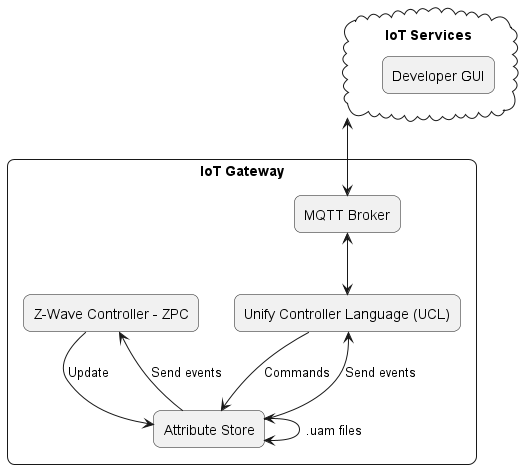 IoT Services
Developer GUI
IoT Gateway
MQTT Broker
Z-Wave Controller - ZPC
Unify Controller Language (UCL)
Update
Send events
Commands
Send events
Attribute Store
.uam files